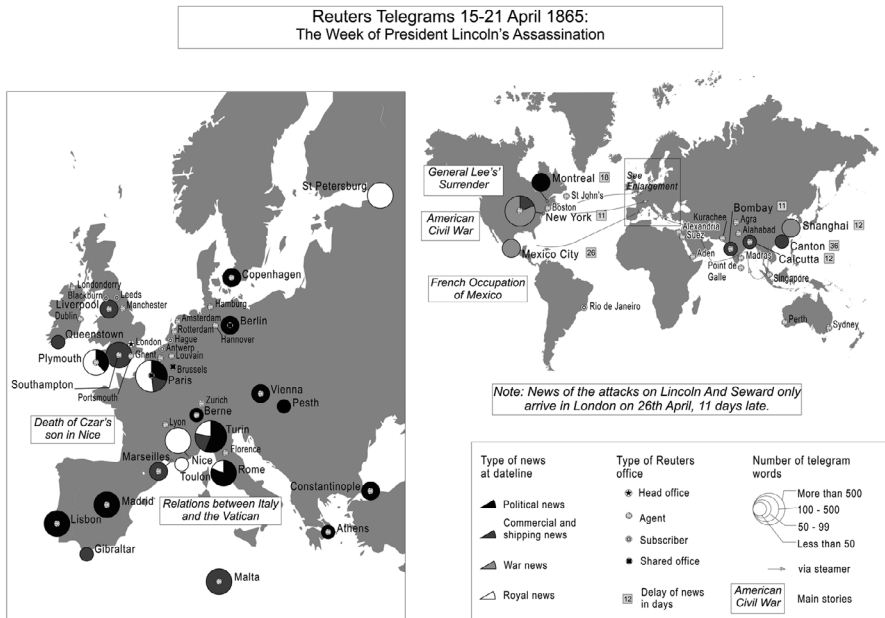 Reuters Telegrams 15-21 April 1865:
The Week of President Lincoln's Assassination
St Petersburg
Copenhagen
Londonderry
Blackburn
Leeds
Liverpool
Manchester
Dublin
Hamburg
Amsterdam
Berlin
Rotterdam
Queenstown
Hague
Hannover
London
Antwerp
Plymouth
Ghent
Louvain
Brussels
Paris
Southampton
Portsmouth
Vienna
Zurich
Pesth
Berne
Death of Czar's
son in Nice
Lyon
Turin
Florence
Marseilles
Nice
Toulon
Rome
Constantinople
Madrid
Relations between Italy
and the Vatican
Lisbon
Athens
Gibraltar
Malta
General Lee's'
Surrender
Montreal 18
See
Enlargement
St John's
Boston
American
Civil War
New York 11
Bombay 11
Kurachee
Agra
Alexandria
Suez
Alahabad
Shanghai 12
Mexico City 26
Aden
Madras
Canton 36
Calcutta 12
Point de
Galle
Singapore
French Occupation
of Mexico
Rio de Janeiro
Perth
Sydney
Note: News of the attacks on Lincoln And Seward only
arrive in London on 26th April, 11 days late.
Type of news
at dateline
Political news
Commercial and
shipping news
War news
Royal news
Type of Reuters
office
Head office
Agent
Subscriber
Shared office
12 Delay of news
in days
Number of telegram
words
More than 500
100 - 500
50 - 99
Less than 50
via steamer
American
Civil War
Main stories